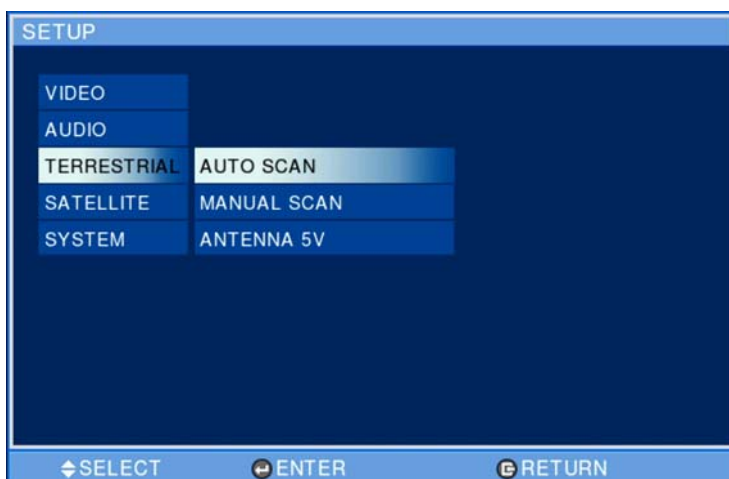 SETUP
VIDEO
AUDIO
TERRESTRIAL AUTO SCAN
SATELLITE MANUAL SCAN
SYSTEM ANTENNA 5V
SELECT ENTER RETURN